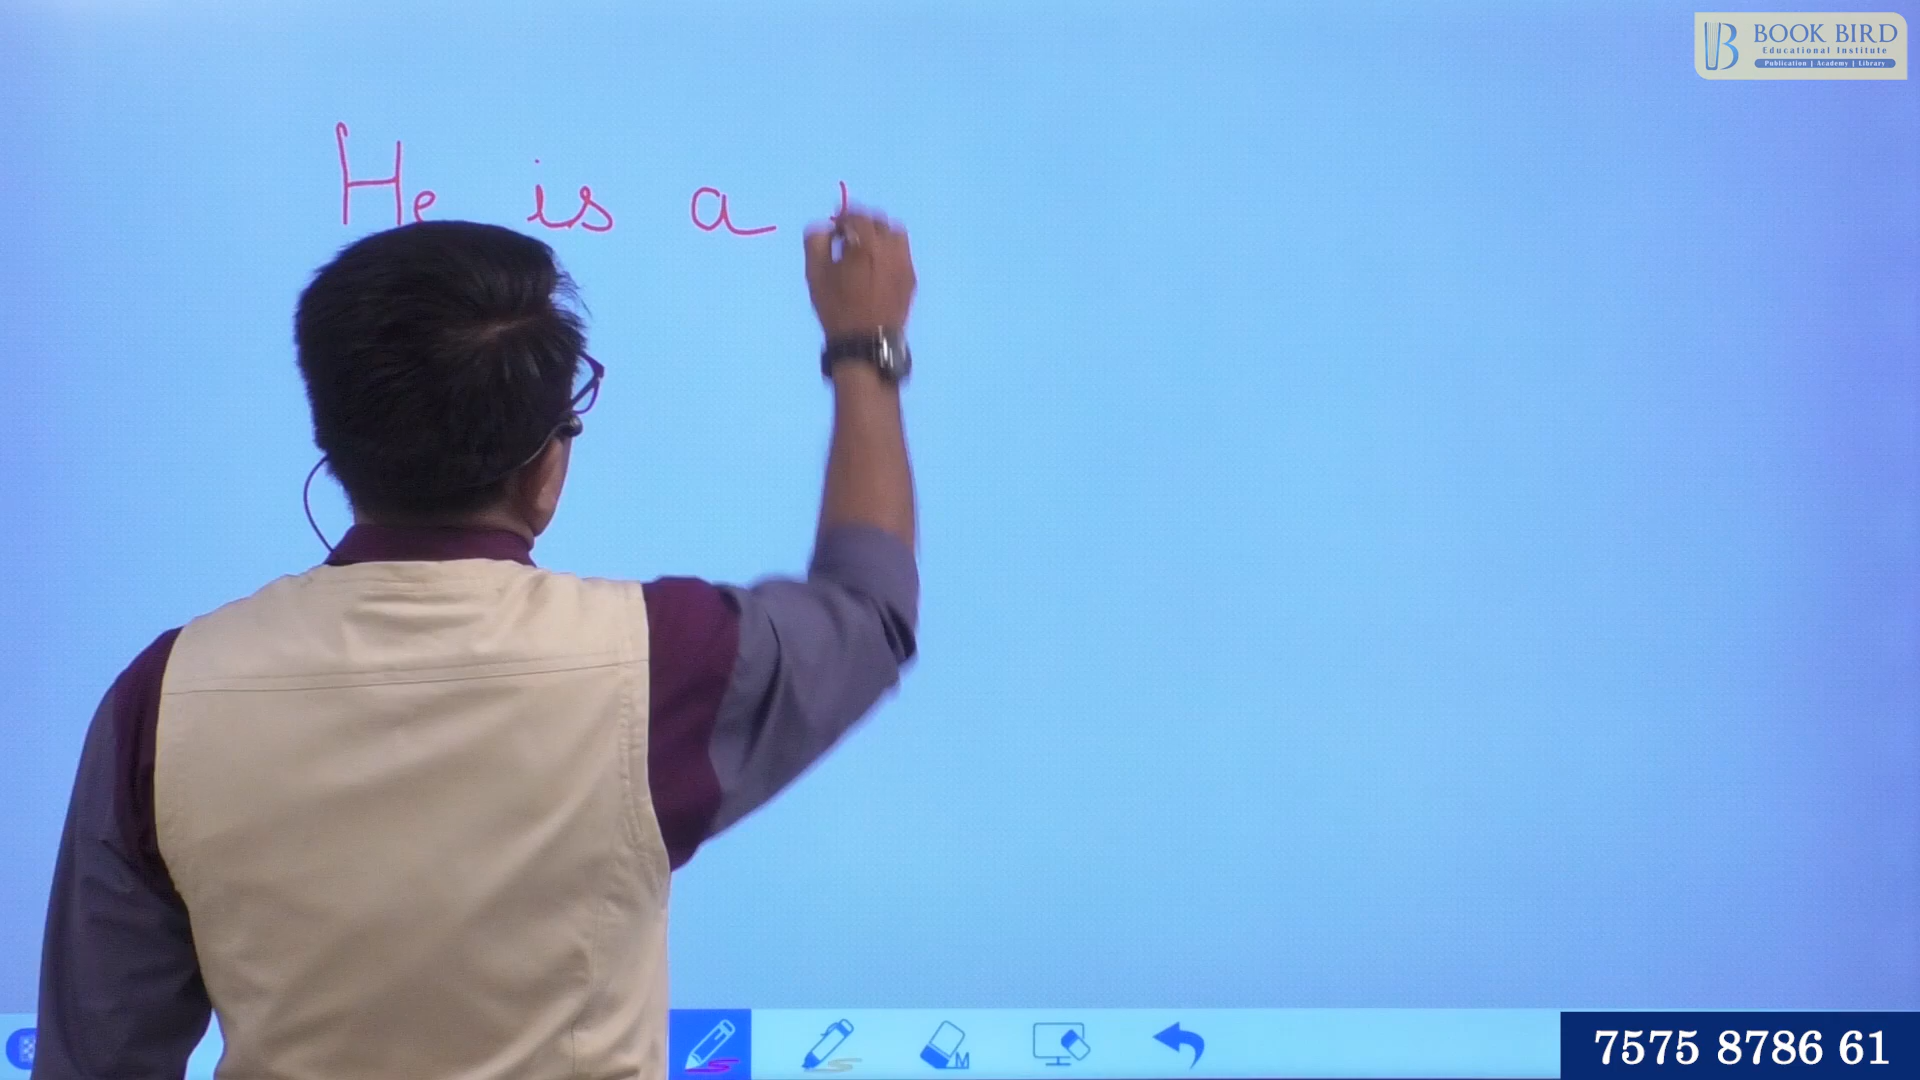 BOOK BIRD
Educational Institute
Publication | Academy | Library
He is a
M
7575 8786 61